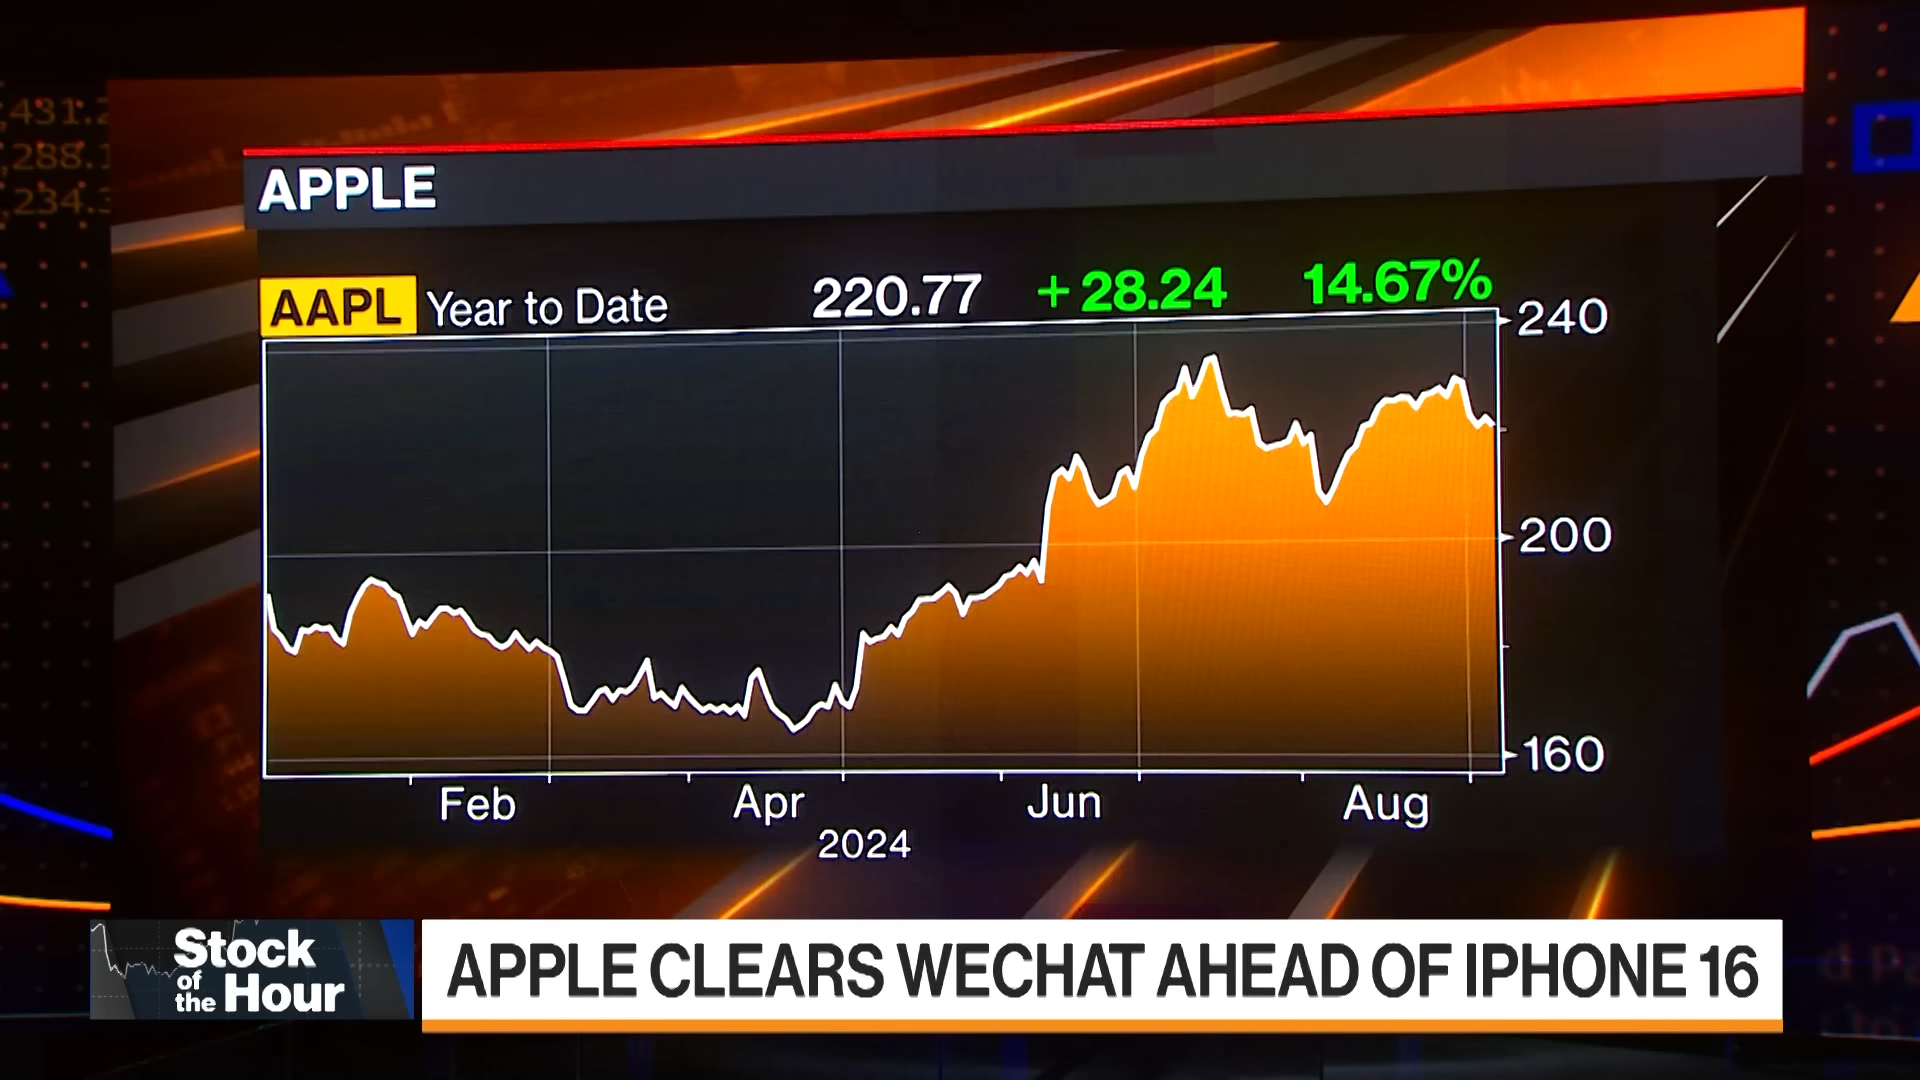 APPLE
AAPL Year to Date 220.77 +28.24 14.67%
240
200
160
Feb Apr Jun Aug
2024
Stock
of
the Hour
APPLE CLEARS WECHAT AHEAD OF IPHONE 16